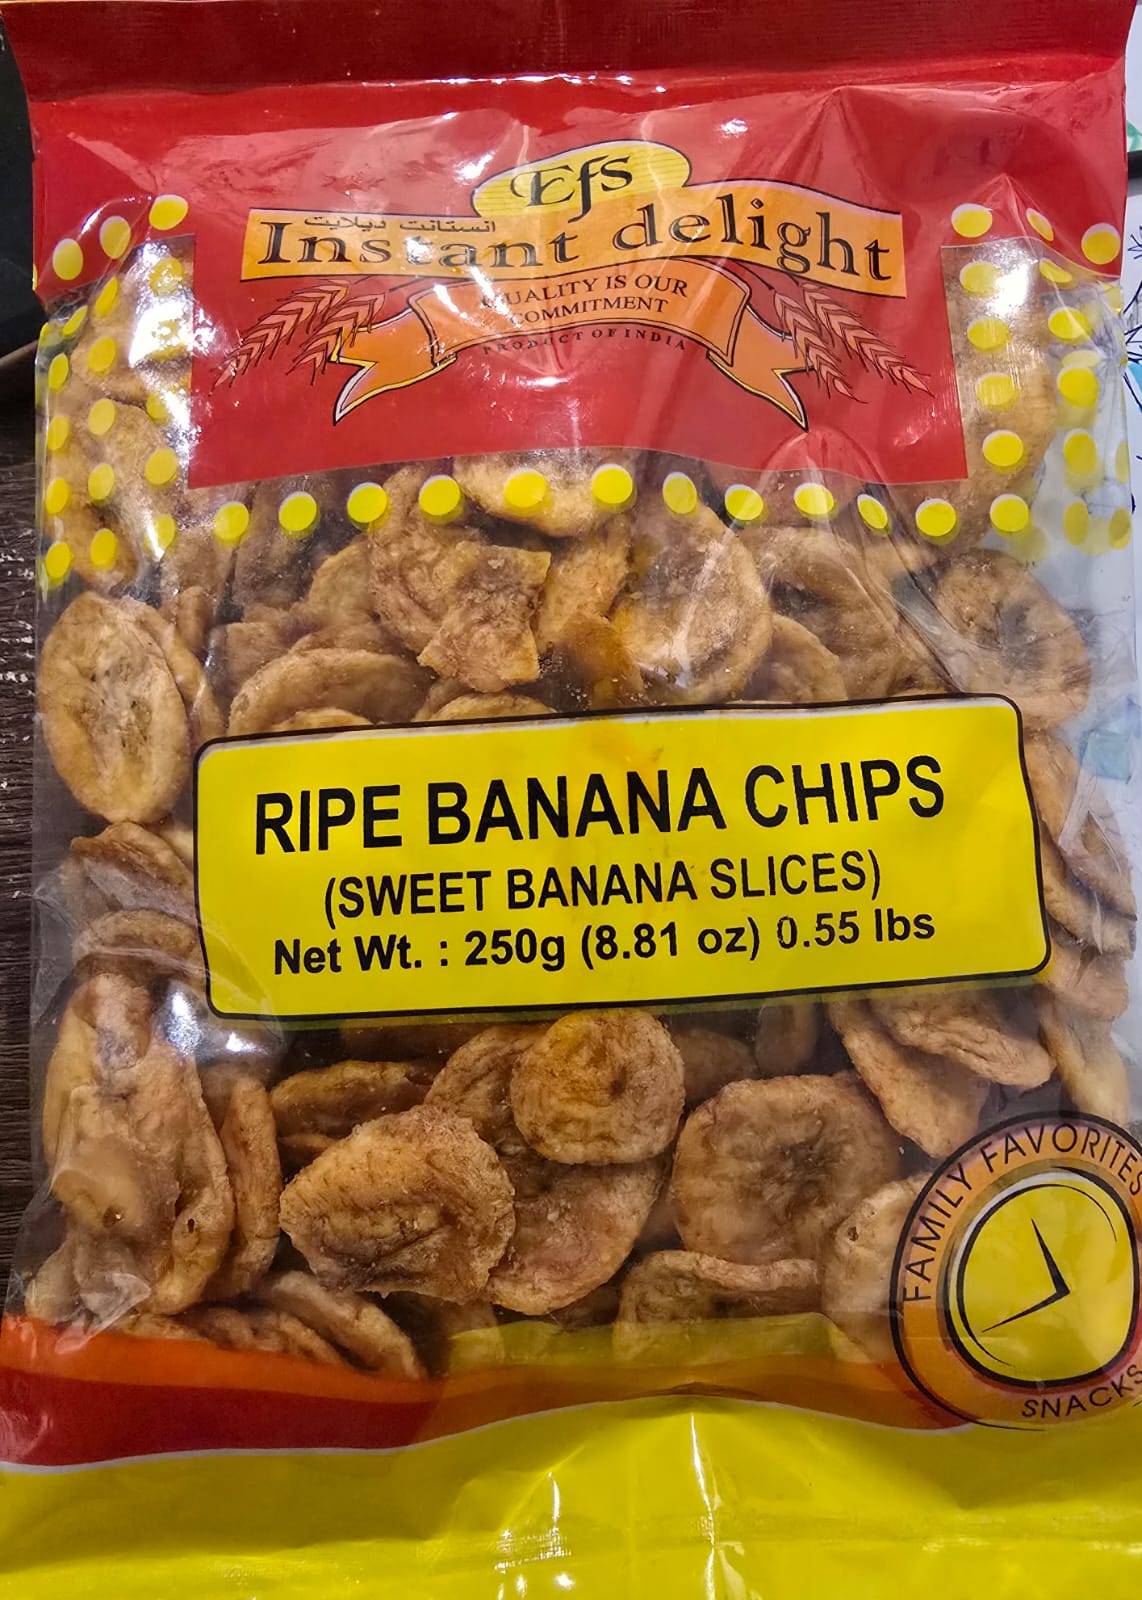 Efs
انستانت ديلايت
Instant delight
QUALITY IS OUR
COMMITMENT
PRODUCT OF INDIA
RIPE BANANA CHIPS
(SWEET BANANA SLICES)
Net Wt. : 250g (8.81 oz) 0.55 lbs
FAMILY FAVORITES
SNACKS